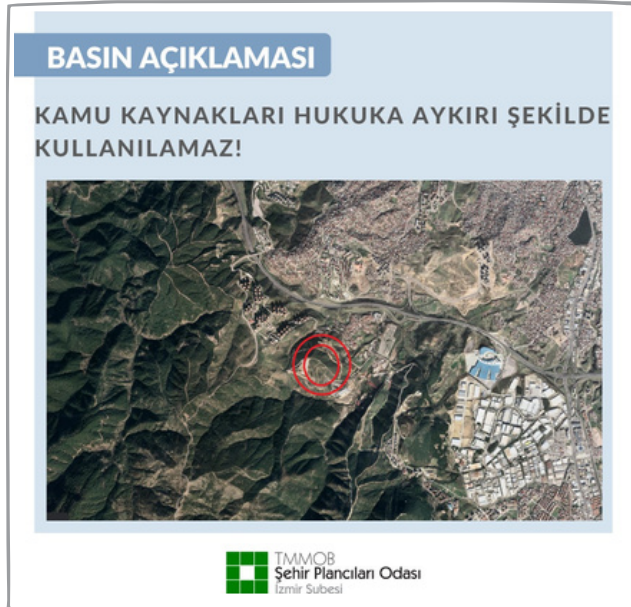 BASIN AÇIKLAMASI
KAMU KAYNAKLARI HUKUKA AYKIRI ŞEKİLDE
KULLANILAMAZ!
TMMOB
Şehir Plancıları Odası
İzmir Şubesi